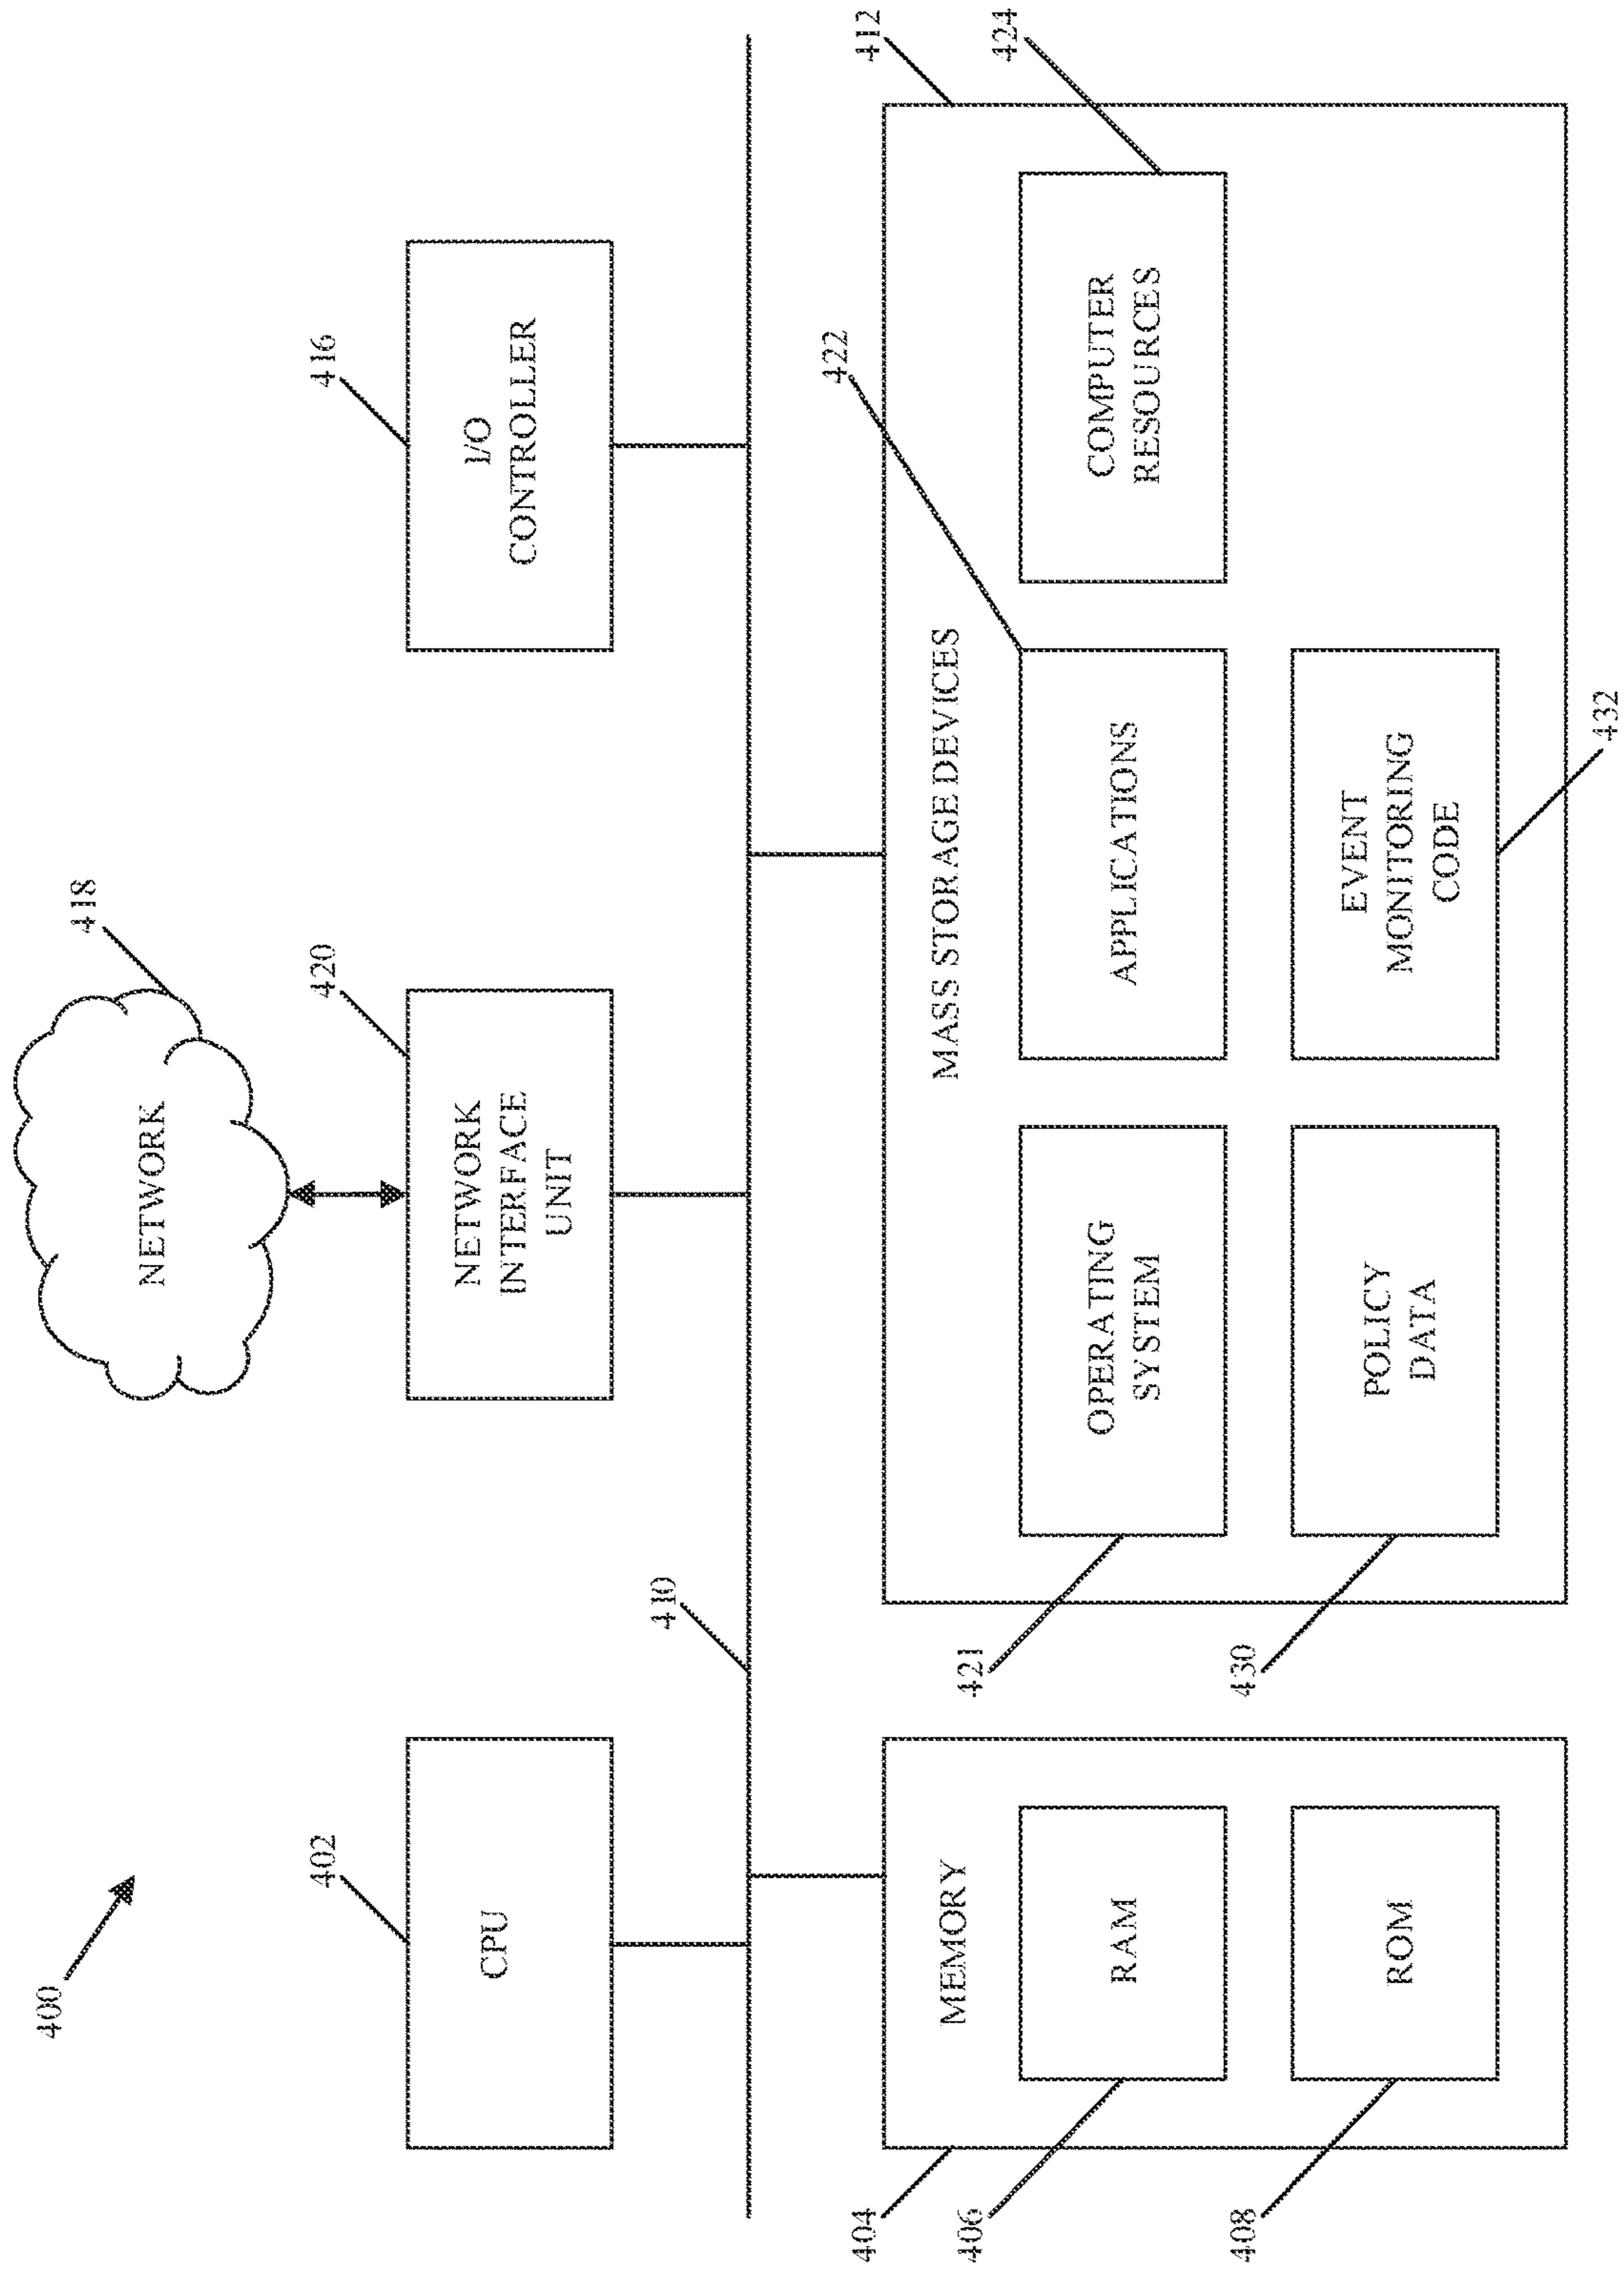 400
418
NETWORK
402
CPU
420
NETWORK
INTERFACE
UNIT
416
I/O
CONTROLLER
410
404
MEMORY
406
RAM
408
ROM
412
MASS STORAGE DEVICES
421
OPERATING
SYSTEM
422
APPLICATIONS
424
COMPUTER
RESOURCES
430
POLICY
DATA
EVENT
MONITORING
CODE
432